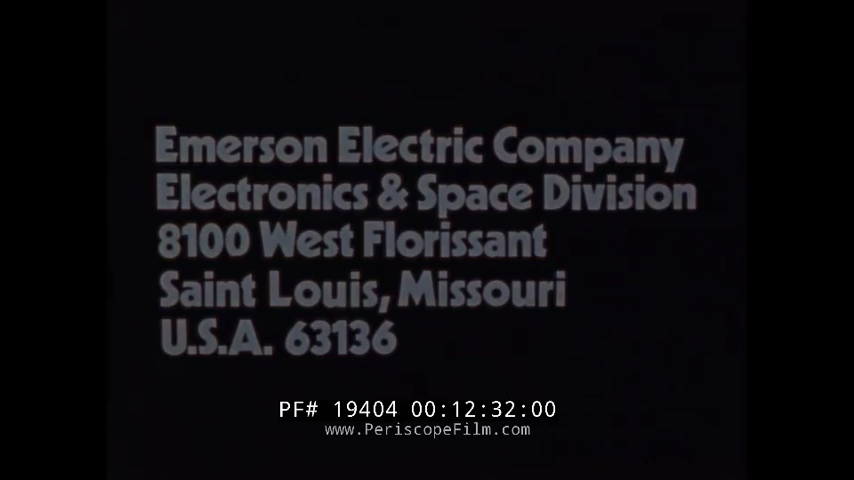 Emerson Electric Company
Electronics & Space Division
8100 West Florissant
Saint Louis, Missouri
U.S.A. 63136
PF# 19404 00:12:32:00
www.PeriscopeFilm.com